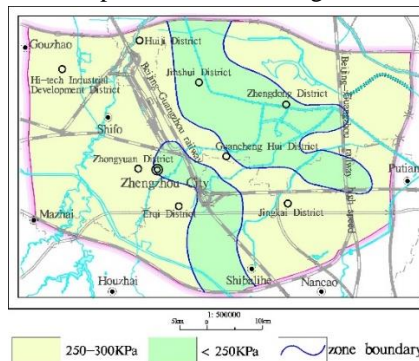 Huiji District
Gouzhao
Jinshui District
Hi-tech Industrial
Development District
Zhengdong District
Beijing-Guangzhou railway
Shifo
Guancheng Hui District
Zhongyuan District
Putian
Zhengzhou City
Mazhai
Erqi District
Jingkai District
Shibalihe
Houzhai
Nancao
1: 500000
5km
10km
250-300KPa
< 250KPa
zone boundary